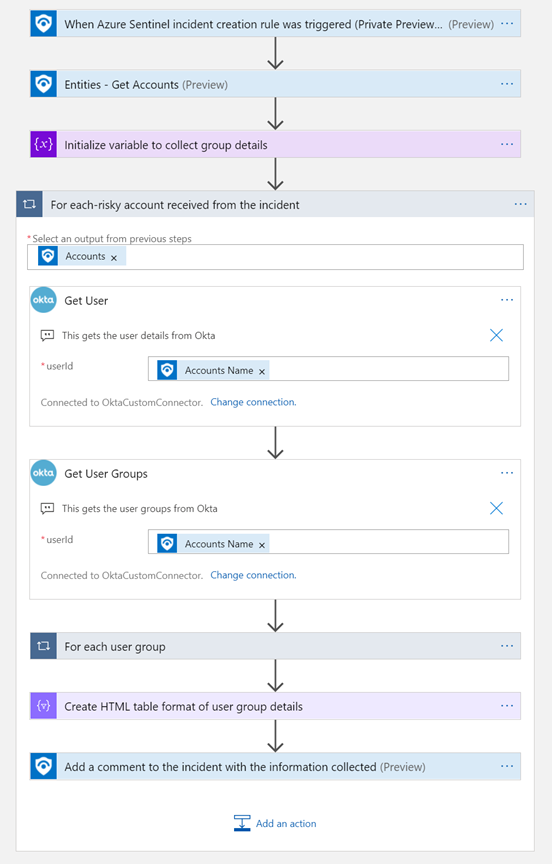 When Azure Sentinel incident creation rule was triggered (Private Preview... (Preview) ...
Entities - Get Accounts (Preview) ...
{x} Initialize variable to collect group details ...
For each-risky account received from the incident ...
*Select an output from previous steps
Accounts ×
okta Get User ...
This gets the user details from Okta
*userId Accounts Name ×
Connected to OktaCustomConnector. Change connection.
okta Get User Groups ...
This gets the user groups from Okta
*userId Accounts Name ×
Connected to OktaCustomConnector. Change connection.
For each user group ...
Create HTML table format of user group details ...
Add a comment to the incident with the information collected (Preview) ...
Add an action